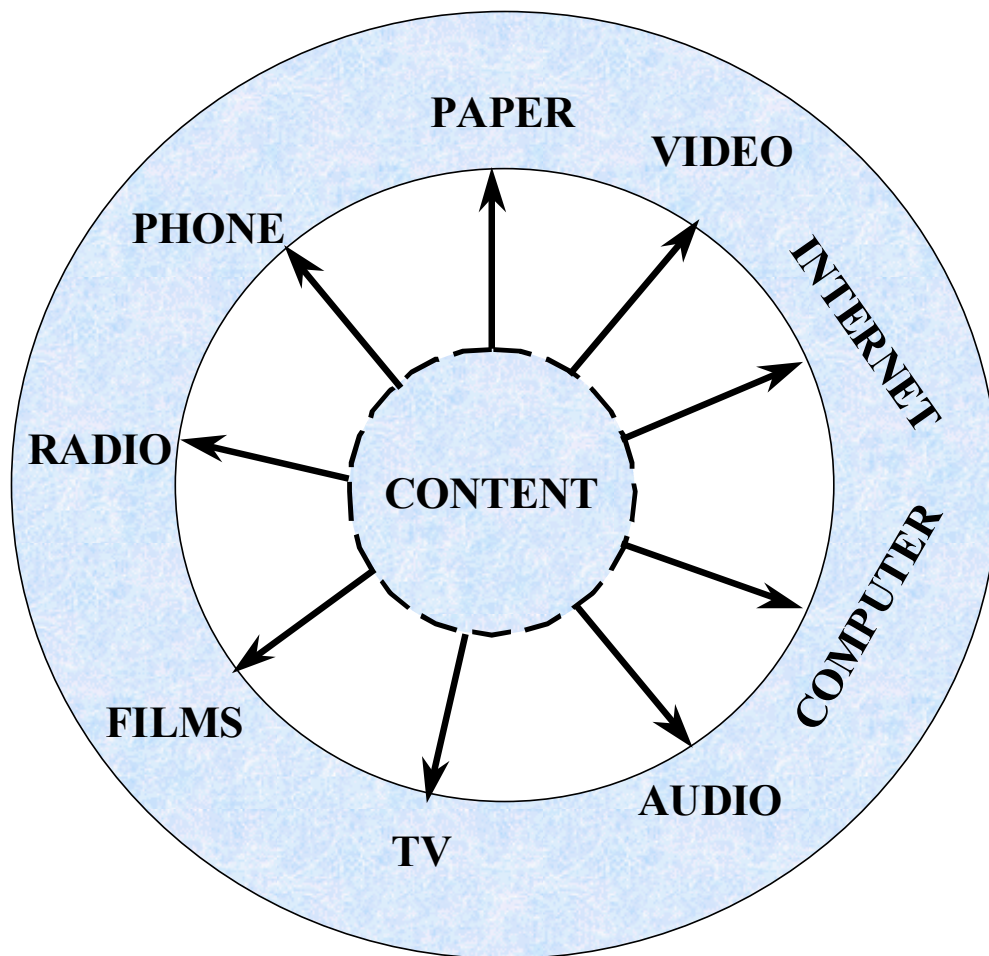 PAPER
VIDEO
PHONE
INTERNET
RADIO
CONTENT
COMPUTER
FILMS
AUDIO
TV